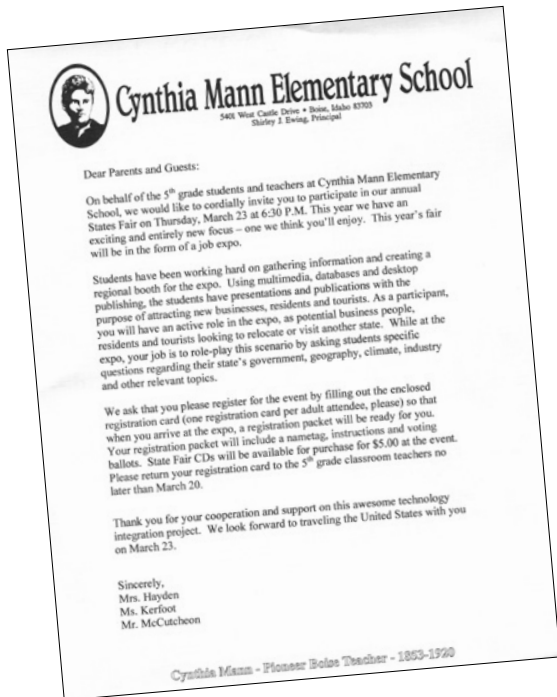 Cynthia Mann Elementary School
5401 West Castle Drive • Boise, Idaho 83703
Shirley J. Ewing, Principal
Dear Parents and Guests:
On behalf of the 5th grade students and teachers at Cynthia Mann Elementary
School, we would like to cordially invite you to participate in our annual
States Fair on Thursday, March 23 at 6:30 P.M. This year we have an
exciting and entirely new focus – one we think you'll enjoy. This year's fair
will be in the form of a job expo.
Students have been working hard on gathering information and creating a
regional booth for the expo. Using multimedia, databases and desktop
publishing, the students have presentations and publications with the
purpose of attracting new businesses, residents and tourists. As a participant,
you will have an active role in the expo, as potential business people,
residents and tourists looking to relocate or visit another state. While at the
expo, your job is to role-play this scenario by asking students specific
questions regarding their state's government, geography, climate, industry
and other relevant topics.
We ask that you please register for the event by filling out the enclosed
registration card (one registration card per adult attendee, please) so that
when you arrive at the expo, a registration packet will be ready for you.
Your registration packet will include a nametag, instructions and voting
ballots. State Fair CDs will be available for purchase for $5.00 at the event.
Please return your registration card to the 5th grade classroom teachers no
later than March 20.
Thank you for your cooperation and support on this awesome technology
integration project. We look forward to traveling the United States with you
on March 23.
Sincerely,
Mrs. Hayden
Ms. Kerfoot
Mr. McCutcheon
Cynthia Mann - Pioneer Boise Teacher - 1853-1920